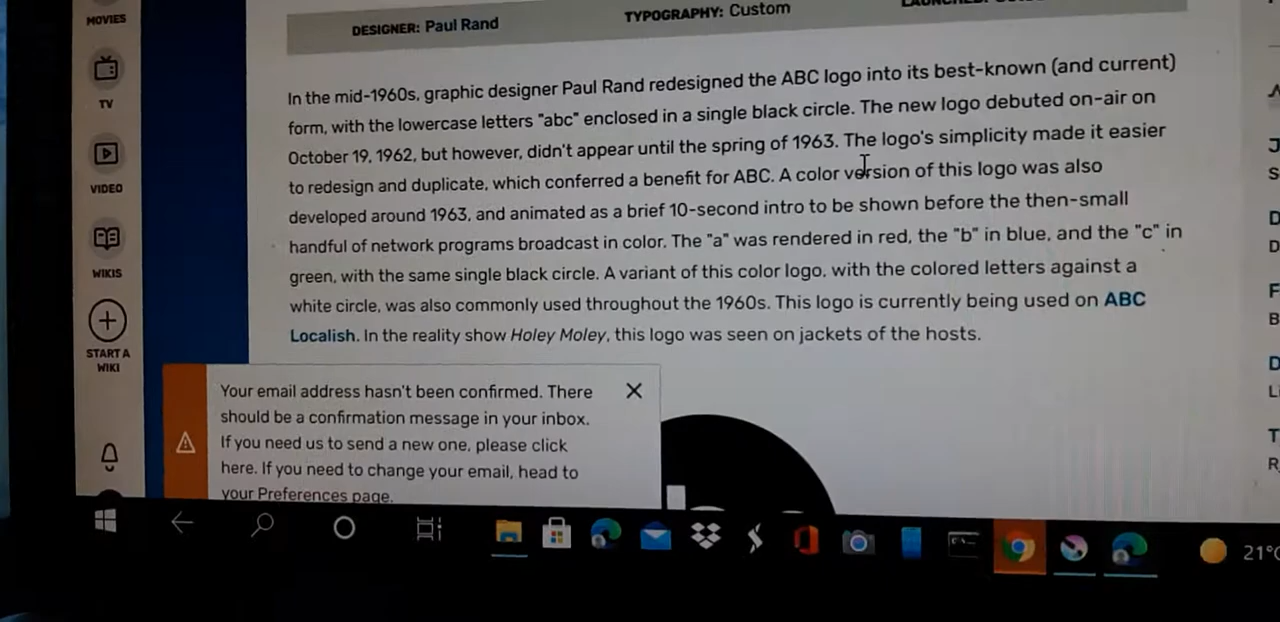 MOVIES
DESIGNER: Paul Rand
TYPOGRAPHY: Custom
In the mid-1960s, graphic designer Paul Rand redesigned the ABC logo into its best-known (and current)
form, with the lowercase letters "abc" enclosed in a single black circle. The new logo debuted on-air on
October 19, 1962, but however, didn't appear until the spring of 1963. The logo's simplicity made it easier
to redesign and duplicate, which conferred a benefit for ABC. A color version of this logo was also
developed around 1963, and animated as a brief 10-second intro to be shown before the then-small
handful of network programs broadcast in color. The "a" was rendered in red, the "b" in blue, and the "c" in
green, with the same single black circle. A variant of this color logo, with the colored letters against a
white circle, was also commonly used throughout the 1960s. This logo is currently being used on ABC
Localish. In the reality show Holey Moley, this logo was seen on jackets of the hosts.
TV
VIDEO
WIKIS
START A
WIKI
Your email address hasn't been confirmed. There
should be a confirmation message in your inbox.
If you need us to send a new one, please click
here. If you need to change your email, head to
your Preferences page.
J
S
D
D
F
B
D
L
T
R
21°C